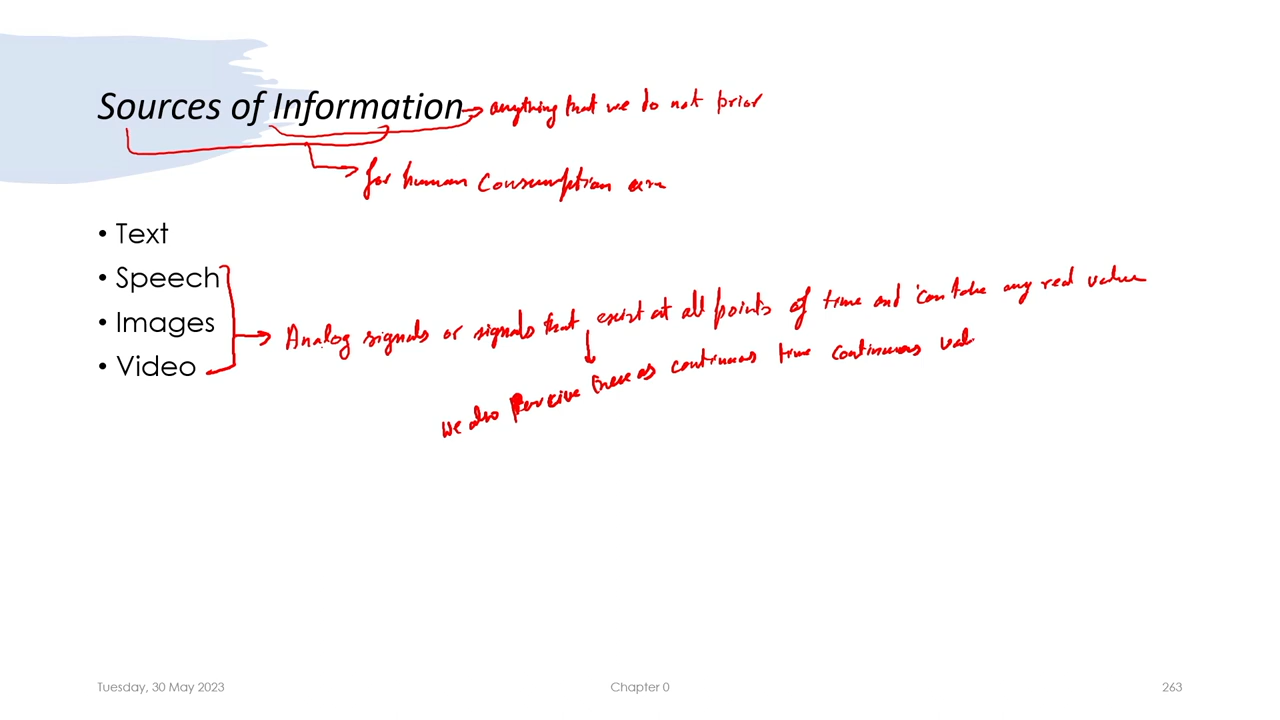 Sources of Information → anything that we do not prior
for human consumption are
• Text
• Speech
• Images
• Video
Analog signals or signals that exist at all points of time and can take any real value
We also perceive these as continuous time continuous val
Tuesday, 30 May 2023
Chapter 0
263